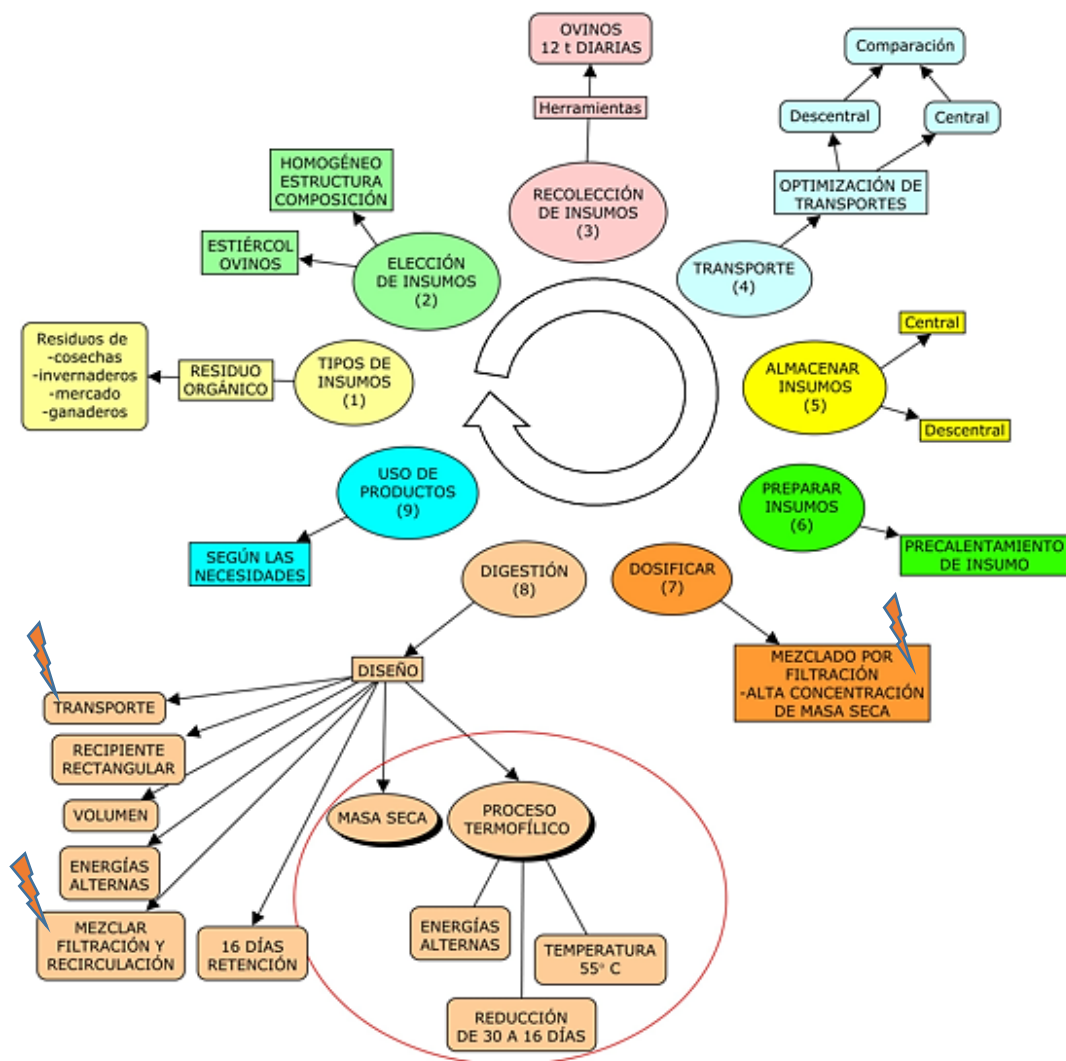 OVINOS
12 t DIARIAS
Herramientas
RECOLECCIÓN
DE INSUMOS
(3)
Comparación
Descentral
Central
OPTIMIZACIÓN DE
TRANSPORTES
TRANSPORTE
(4)
HOMOGÉNEO
ESTRUCTURA
COMPOSICIÓN
ESTIÉRCOL
OVINOS
ELECCIÓN
DE INSUMOS
(2)
Residuos de
-cosechas
-invernaderos
-mercado
-ganaderos
RESIDUO
ORGÁNICO
TIPOS DE
INSUMOS
(1)
Central
ALMACENAR
INSUMOS
(5)
Descentral
USO DE
PRODUCTOS
(9)
SEGÚN LAS
NECESIDADES
PREPARAR
INSUMOS
(6)
PRECALENTAMIENTO
DE INSUMO
DIGESTIÓN
(8)
DOSIFICAR
(7)
MEZCLADO POR
FILTRACIÓN
-ALTA CONCENTRACIÓN
DE MASA SECA
DISEÑO
TRANSPORTE
RECIPIENTE
RECTANGULAR
VOLUMEN
ENERGÍAS
ALTERNAS
MEZCLAR
FILTRACIÓN Y
RECIRCULACIÓN
16 DÍAS
RETENCIÓN
MASA SECA
PROCESO
TERMOFÍLICO
ENERGÍAS
ALTERNAS
TEMPERATURA
55° C
REDUCCIÓN
DE 30 A 16 DÍAS